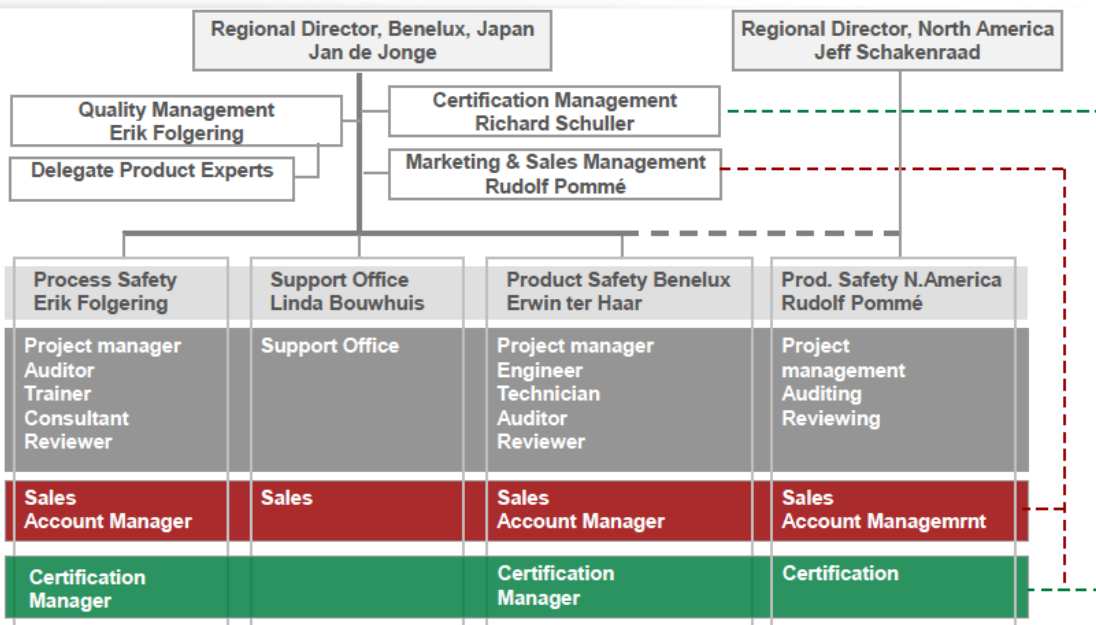 Regional Director, Benelux, Japan
Jan de Jonge
Regional Director, North America
Jeff Schakenraad
Quality Management
Erik Folgering
Certification Management
Richard Schuller
Delegate Product Experts
Marketing & Sales Management
Rudolf Pommé
Process Safety
Erik Folgering
Support Office
Linda Bouwhuis
Product Safety Benelux
Erwin ter Haar
Prod. Safety N.America
Rudolf Pommé
Project manager
Auditor
Trainer
Consultant
Reviewer
Support Office
Project manager
Engineer
Technician
Auditor
Reviewer
Project
management
Auditing
Reviewing
Sales
Account Manager
Sales
Sales
Account Manager
Sales
Account Managemrnt
Certification
Manager
Certification
Manager
Certification